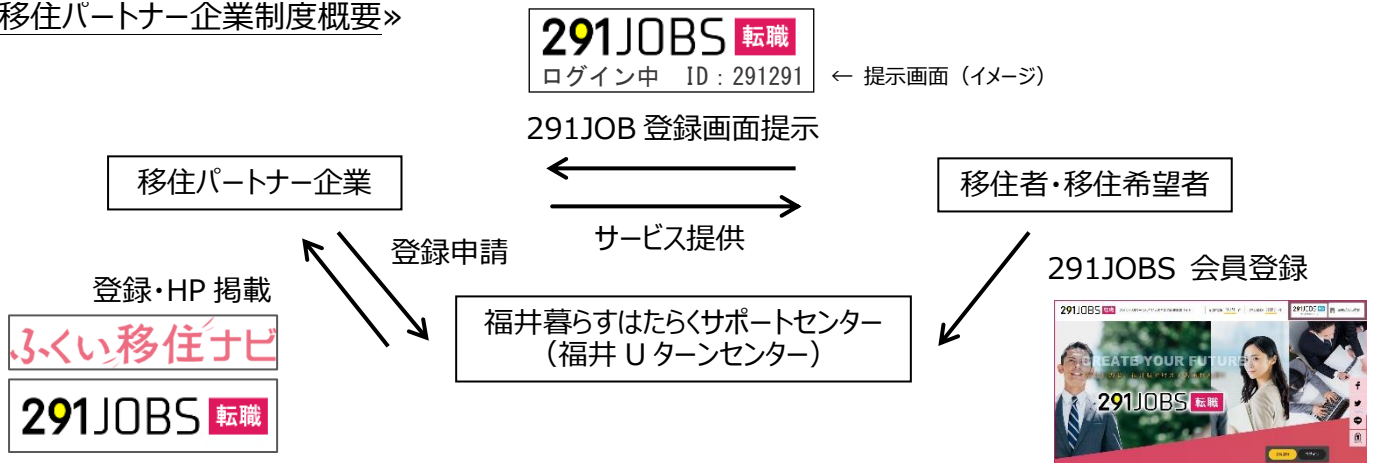 移住パートナー企業制度概要»
291JOBS 転職
ログイン中 ID：291291
← 提示画面（イメージ）
291JOB 登録画面提示
移住パートナー企業
移住者・移住希望者
サービス提供
登録申請
登録・HP 掲載
ふくい移住ナビ
291JOBS 転職
福井暮らすはたらくサポートセンター
（福井 U ターンセンター）
291JOBS 会員登録
291JOBS 転職
CREATE YOUR FUTURE
291JOBS 転職